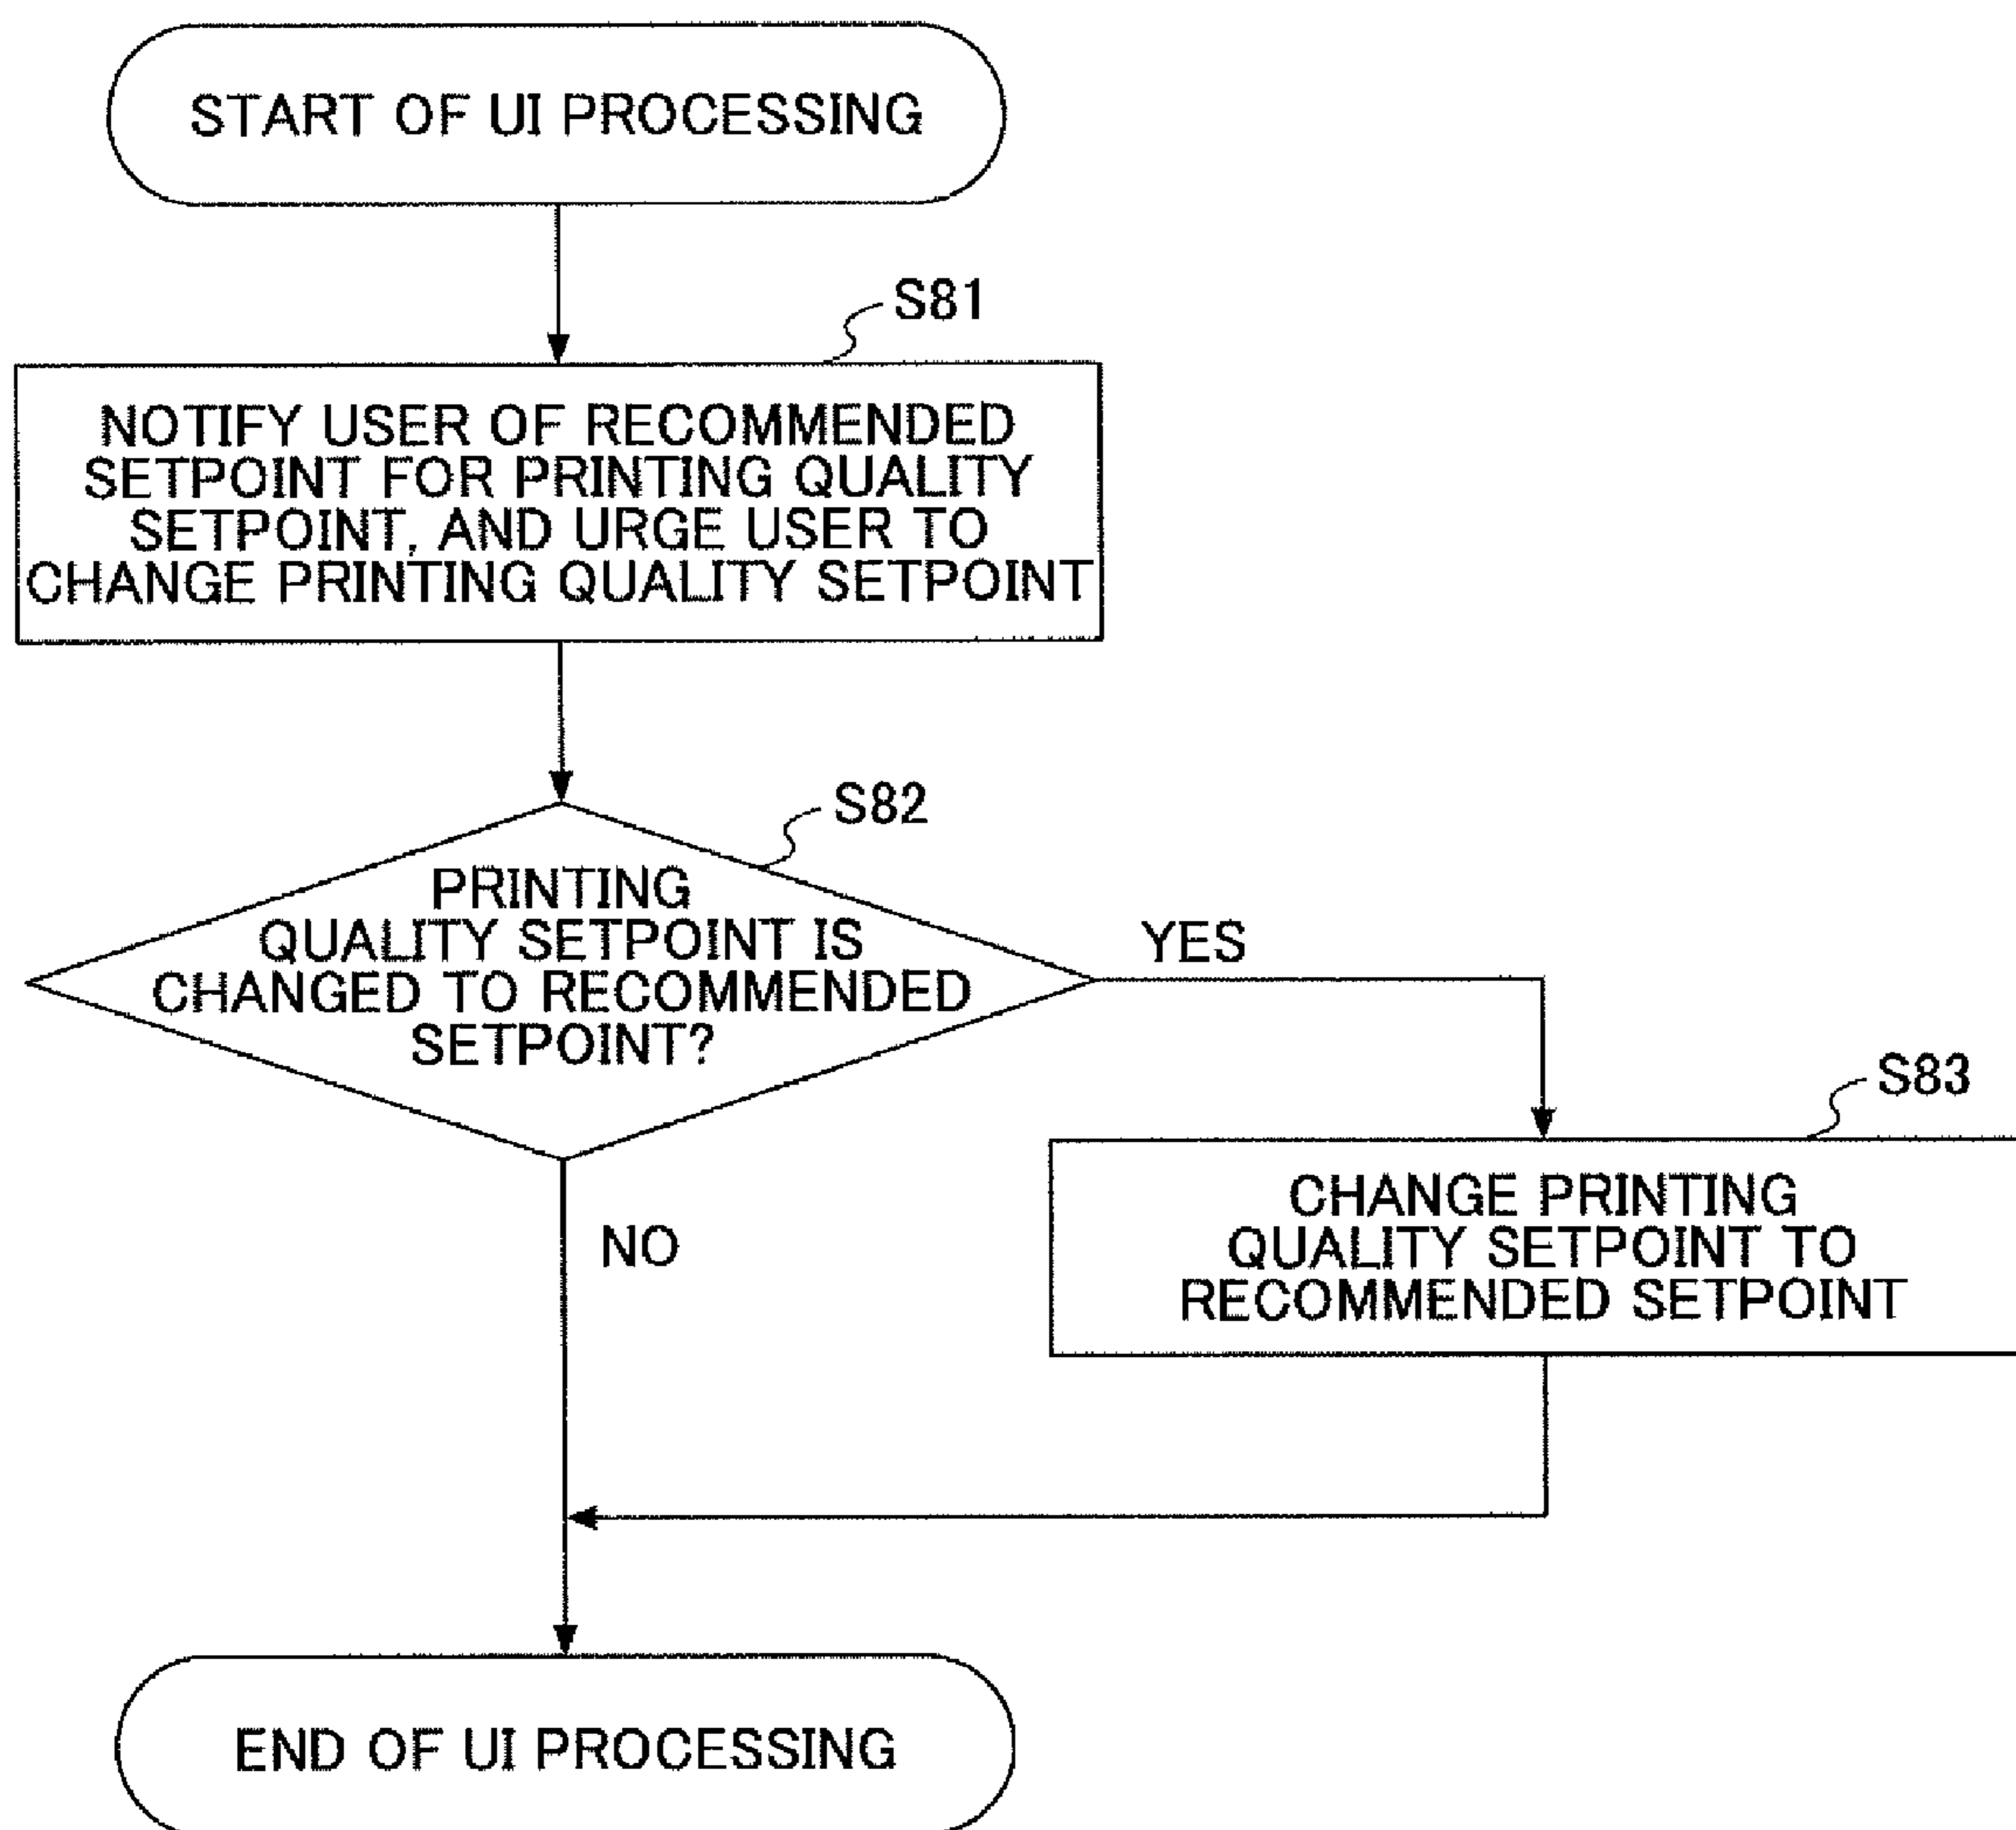 START OF UI PROCESSING
S81
NOTIFY USER OF RECOMMENDED
SETPOINT FOR PRINTING QUALITY
SETPOINT, AND URGE USER TO
CHANGE PRINTING QUALITY SETPOINT
S82
PRINTING
QUALITY SETPOINT IS
CHANGED TO RECOMMENDED
SETPOINT?
YES
NO
S83
CHANGE PRINTING
QUALITY SETPOINT TO
RECOMMENDED SETPOINT
END OF UI PROCESSING